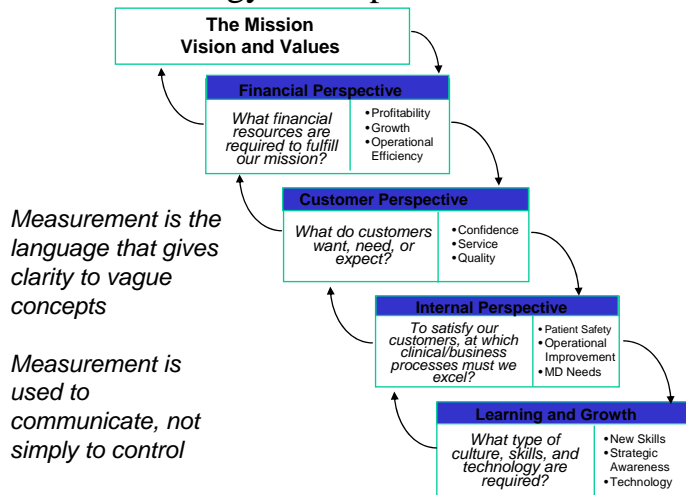 The Mission
Vision and Values
Financial Perspective
What financial
resources are
required to fulfill
our mission?
•Profitability
•Growth
•Operational
Efficiency
Customer Perspective
What do customers
want, need, or
expect?
•Confidence
•Service
•Quality
Measurement is the
language that gives
clarity to vague
concepts
Measurement is
used to
communicate, not
simply to control
Internal Perspective
To satisfy our
customers, at which
clinical/business
processes must we
excel?
•Patient Safety
•Operational
Improvement
•MD Needs
Learning and Growth
What type of
culture, skills, and
technology are
required?
•New Skills
•Strategic
Awareness
•Technology